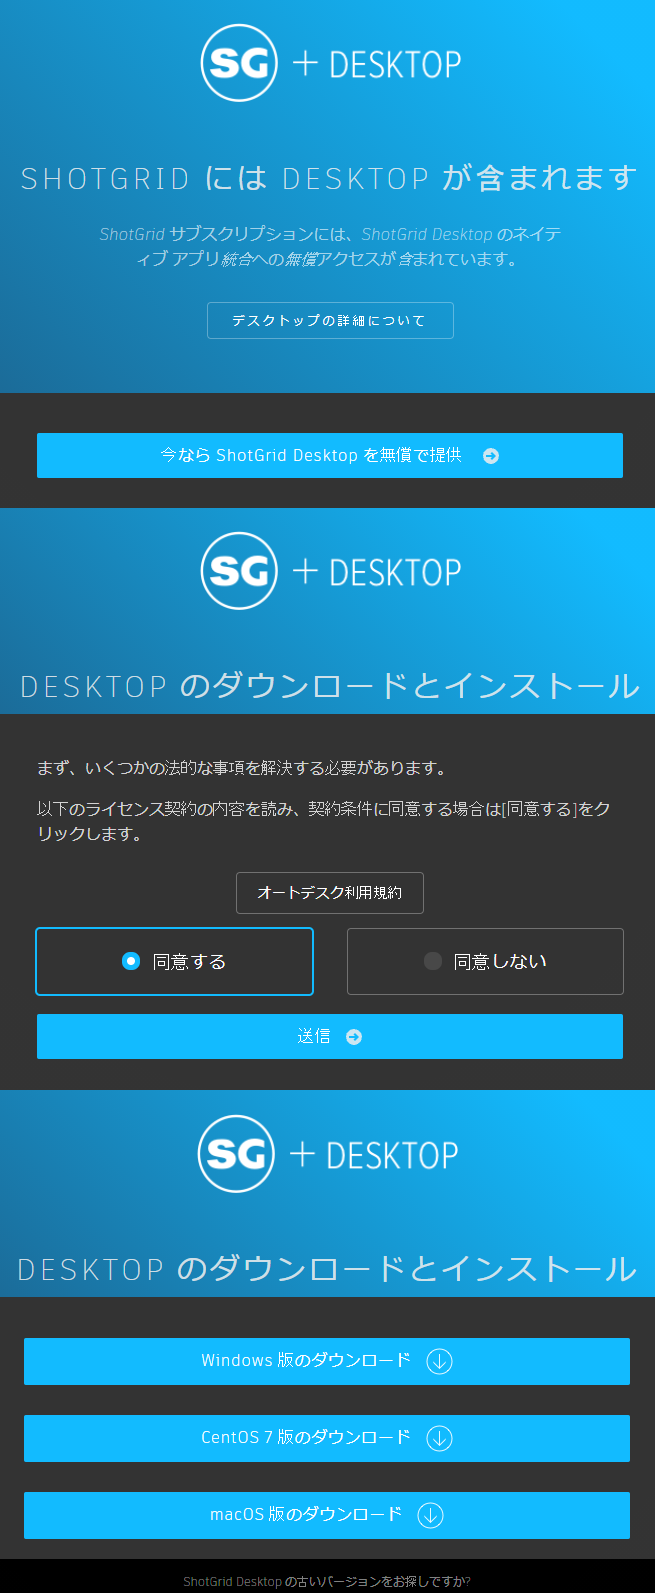 SG + DESKTOP
SHOTGRID には DESKTOP が含まれます
ShotGrid サブスクリプションには、ShotGrid Desktop のネイテ
ィブ アプリ統合への無償アクセスが含まれています。
デスクトップの詳細について
今なら ShotGrid Desktop を無償で提供
SG + DESKTOP
DESKTOP のダウンロードとインストール
まず、いくつかの法的な事項を解決する必要があります。
以下のライセンス契約の内容を読み、契約条件に同意する場合は[同意する]をク
リックします。
オートデスク利用規約
同意する
同意しない
送信
SG + DESKTOP
DESKTOP のダウンロードとインストール
Windows 版のダウンロード
CentOS 7 版のダウンロード
macOS 版のダウンロード
ShotGrid Desktop の古いバージョンをお探しですか?